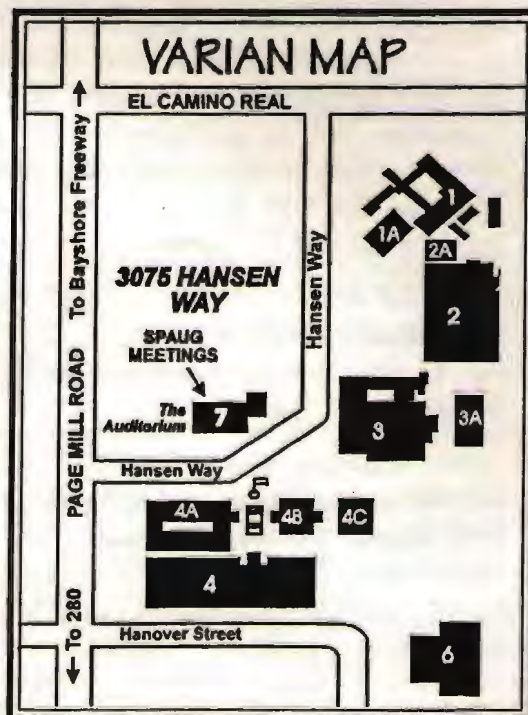 VARIAN MAP
EL CAMINO REAL
To Bayshore Freeway
PAGE MILL ROAD
To 280
Hansen Way
3075 HANSEN
WAY
SPAUG
MEETINGS
The
Auditorium
7
Hansen Way
1
1A
2A
2
3
3A
4A
4B
4C
4
Hanover Street
6